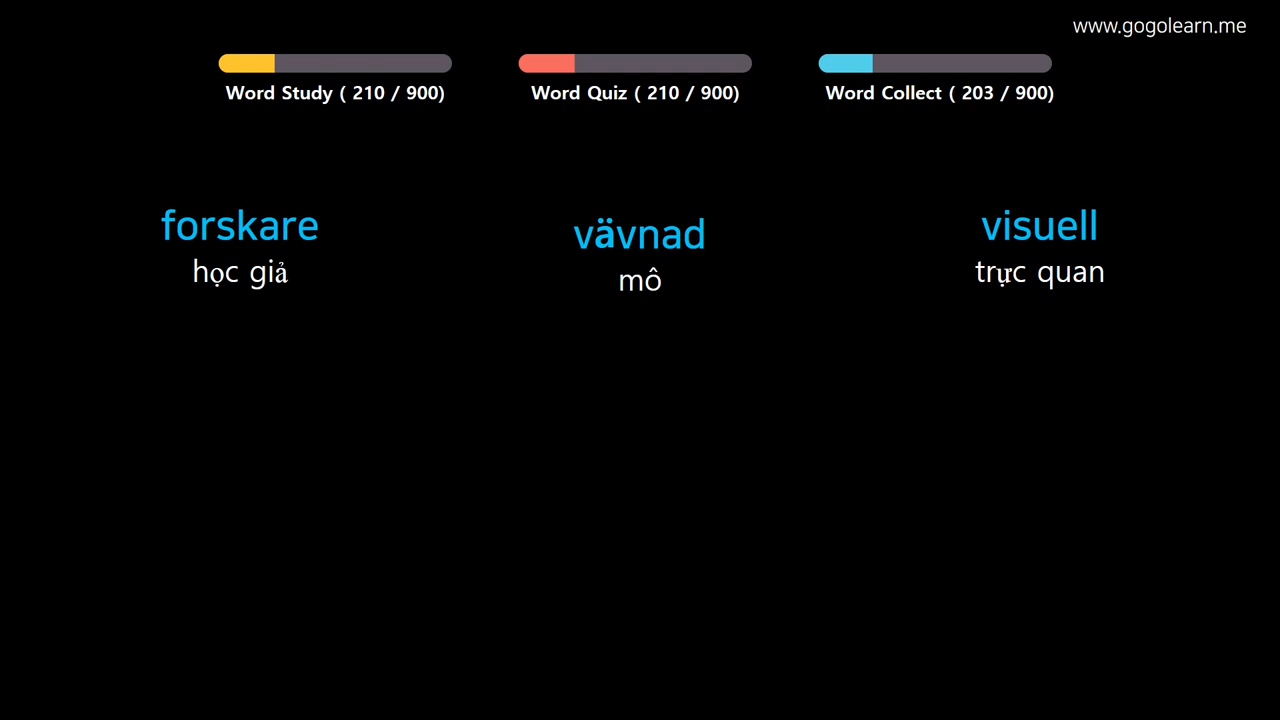 www.gogolearn.me
Word Study ( 210 / 900)
Word Quiz ( 210 / 900)
Word Collect ( 203 / 900)
forskare
học giả
vävnad
mô
visuell
trực quan